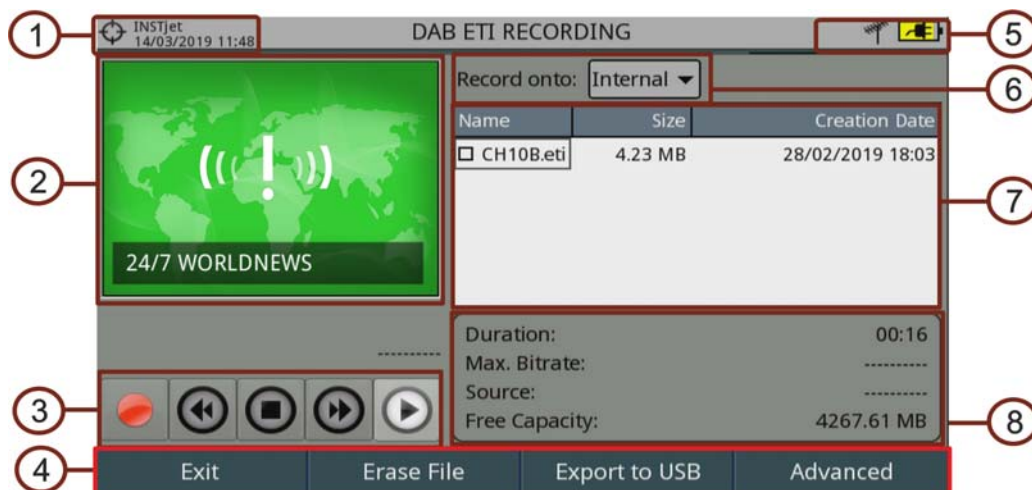 1
INSTjet
14/03/2019 11:48
DAB ETI RECORDING
5
Record onto: Internal
6
2
24/7 WORLDNEWS
Name Size Creation Date
CH10B.eti 4.23 MB 28/02/2019 18:03
7
----------
3
Duration: 00:16
Max. Bitrate: ----------
Source: ----------
Free Capacity: 4267.61 MB
8
4
Exit Erase File Export to USB Advanced